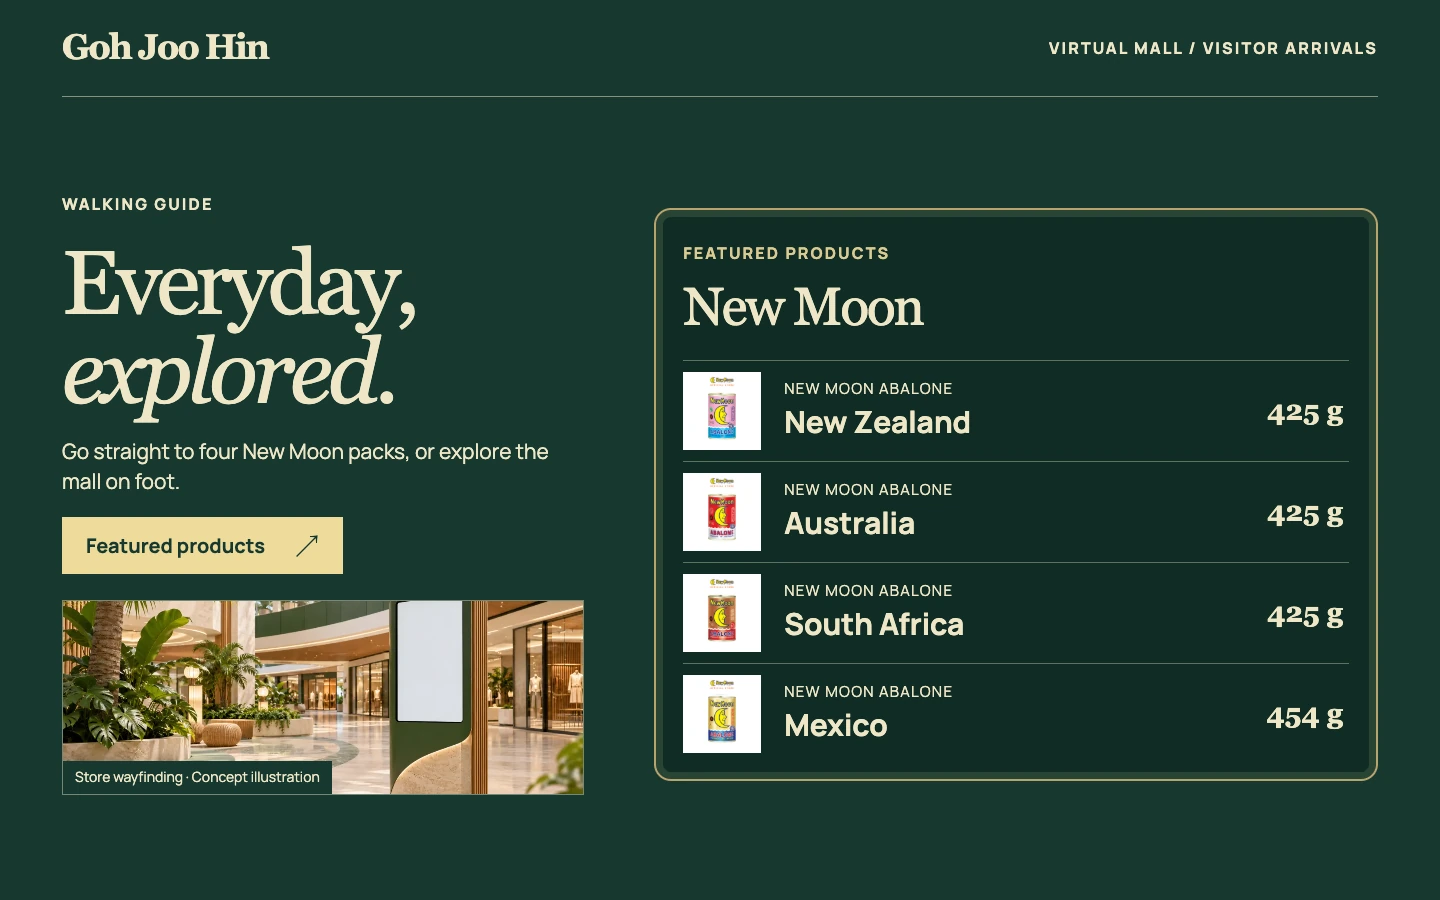 Goh Joo Hin
VIRTUAL MALL / VISITOR ARRIVALS
WALKING GUIDE
Everyday,
explored.
Go straight to four New Moon packs, or explore the
mall on foot.
Featured products
Store wayfinding · Concept illustration
FEATURED PRODUCTS
New Moon
NEW MOON ABALONE
New Zealand
425 g
NEW MOON ABALONE
Australia
425 g
NEW MOON ABALONE
South Africa
425 g
NEW MOON ABALONE
Mexico
454 g